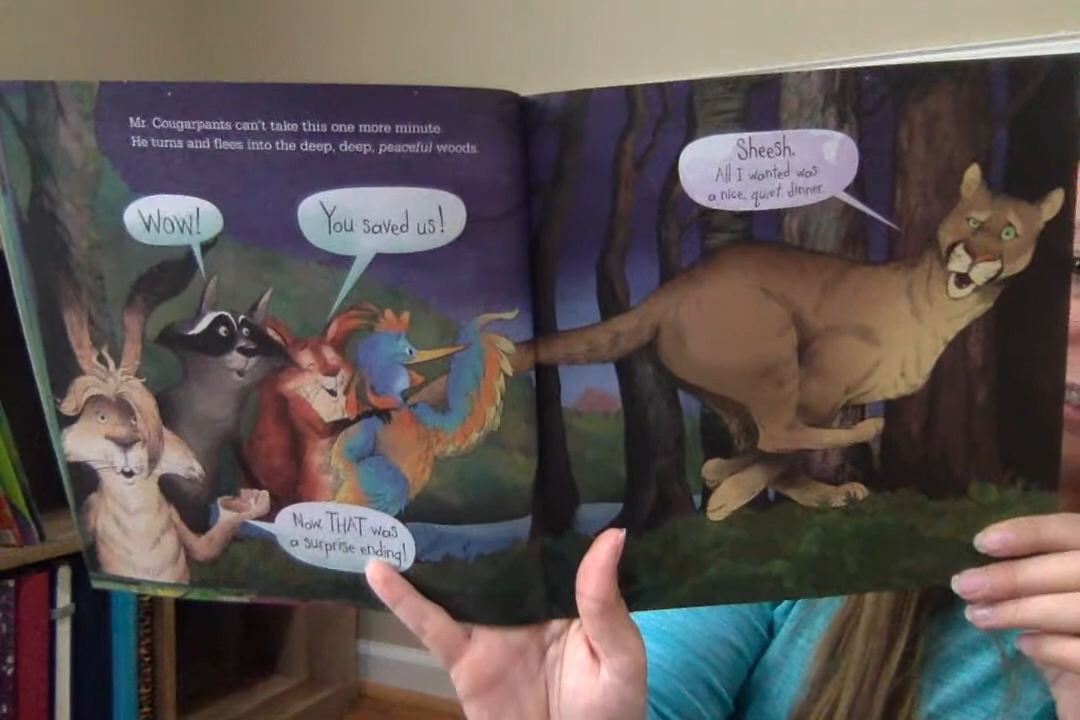 Mr. Cougarpants can't take this one more minute.
He turns and flees into the deep, deep, peaceful woods.
Wow!
You saved us!
Now, THAT was
a surprise ending!
Sheesh.
All I wanted was
a nice, quiet dinner.